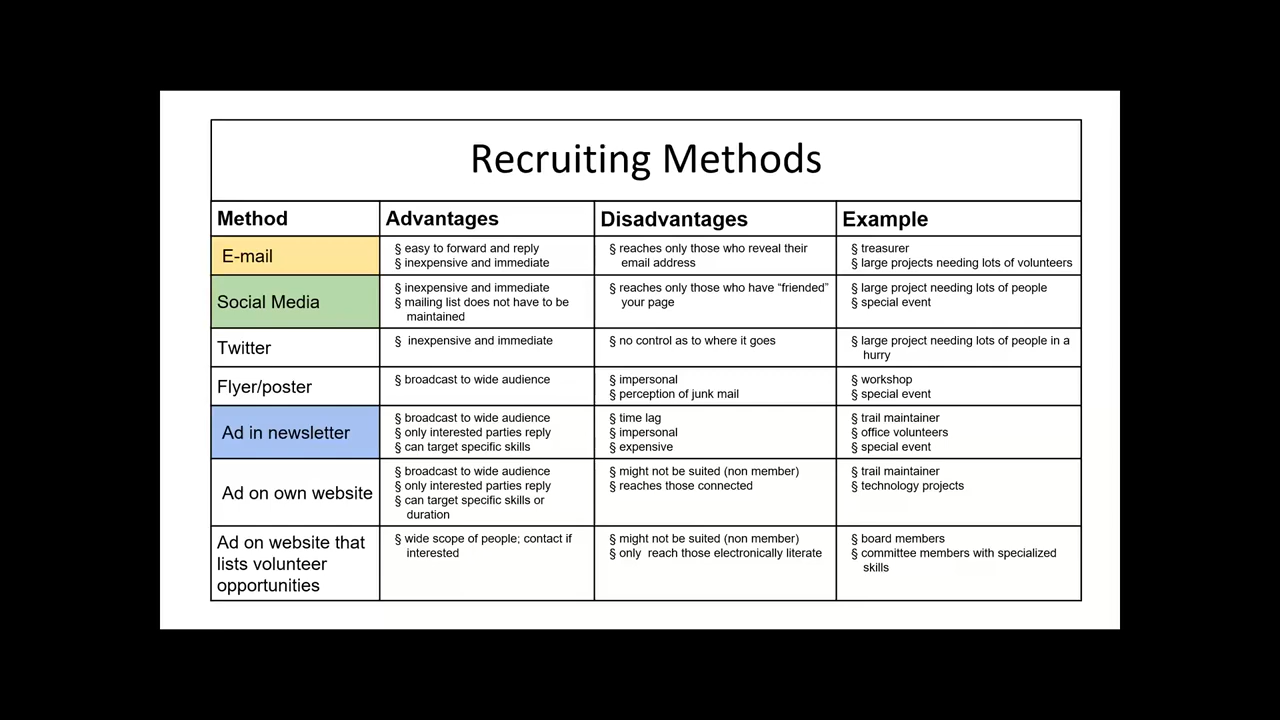 Recruiting Methods
Method Advantages Disadvantages Example
E-mail
§ easy to forward and reply
§ inexpensive and immediate
§ reaches only those who reveal their
email address
§ treasurer
§ large projects needing lots of volunteers
Social Media
§ inexpensive and immediate
§ mailing list does not have to be
maintained
§ reaches only those who have “friended”
your page
§ large project needing lots of people
§ special event
Twitter
§ inexpensive and immediate
§ no control as to where it goes
§ large project needing lots of people in a
hurry
Flyer/poster
§ broadcast to wide audience
§ impersonal
§ perception of junk mail
§ workshop
§ special event
Ad in newsletter
§ broadcast to wide audience
§ only interested parties reply
§ can target specific skills
§ time lag
§ impersonal
§ expensive
§ trail maintainer
§ office volunteers
§ special event
Ad on own website
§ broadcast to wide audience
§ only interested parties reply
§ can target specific skills or
duration
§ might not be suited (non member)
§ reaches those connected
§ trail maintainer
§ technology projects
Ad on website that
lists volunteer
opportunities
§ wide scope of people; contact if
interested
§ might not be suited (non member)
§ only reach those electronically literate
§ board members
§ committee members with specialized
skills